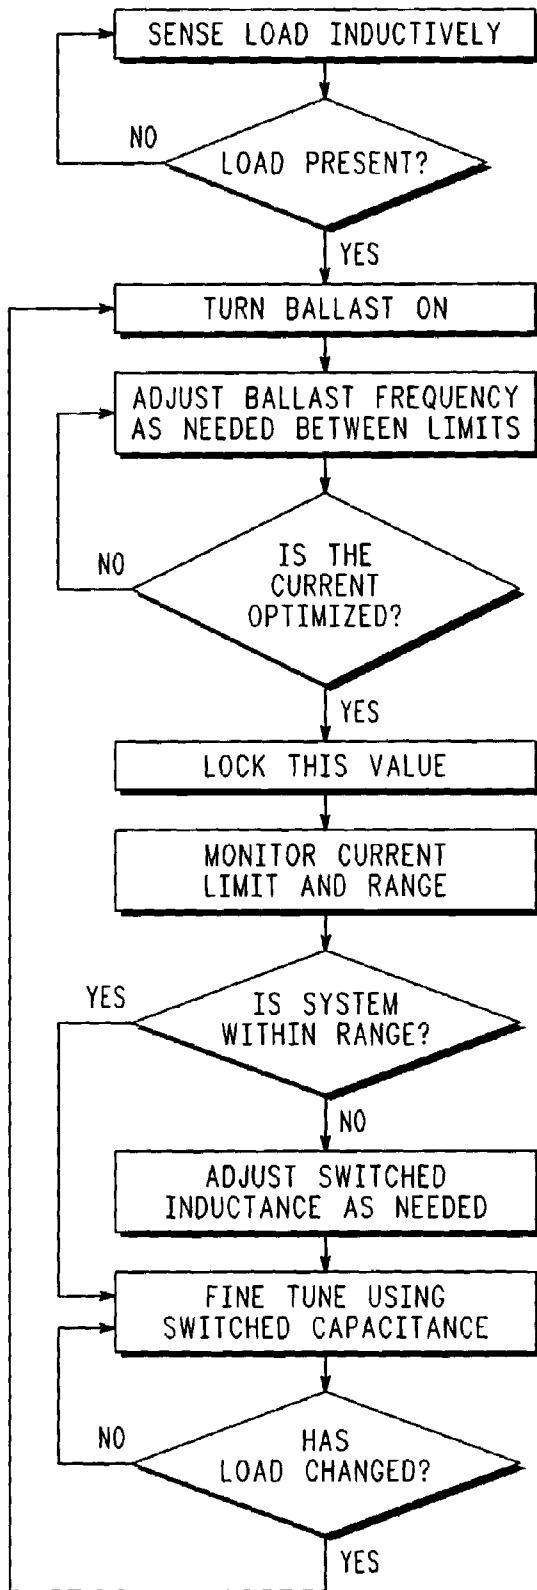 SENSE LOAD INDUCTIVELY
NO
LOAD PRESENT?
YES
TURN BALLAST ON
ADJUST BALLAST FREQUENCY
AS NEEDED BETWEEN LIMITS
NO
IS THE
CURRENT
OPTIMIZED?
YES
LOCK THIS VALUE
MONITOR CURRENT
LIMIT AND RANGE
YES
IS SYSTEM
WITHIN RANGE?
NO
ADJUST SWITCHED
INDUCTANCE AS NEEDED
FINE TUNE USING
SWITCHED CAPACITANCE
NO
HAS
LOAD CHANGED?
YES